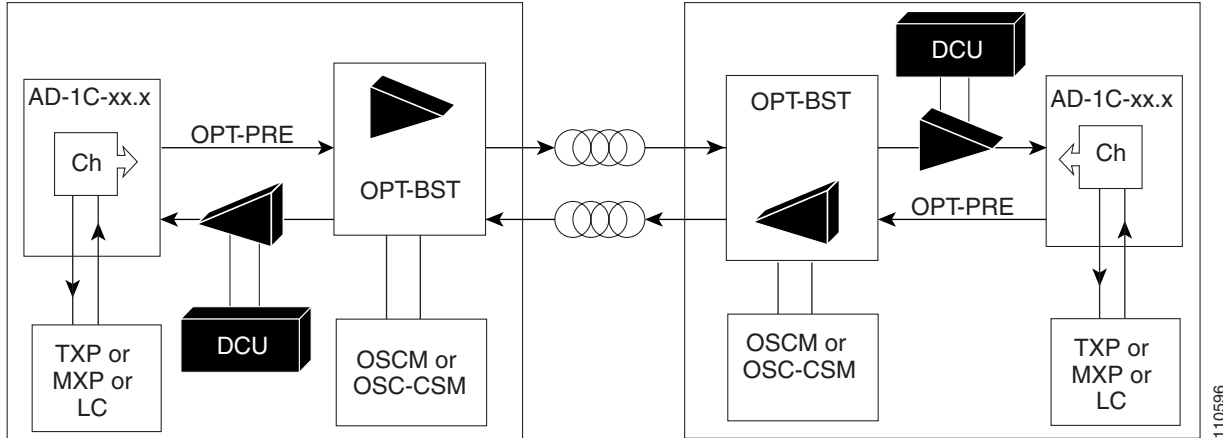 AD-1C-xx.x
Ch
OPT-PRE
OPT-BST
TXP or
MXP or
LC
DCU
OSCM or
OSC-CSM
DCU
OPT-BST
AD-1C-xx.x
Ch
OPT-PRE
OSCM or
OSC-CSM
TXP or
MXP or
LC
110596